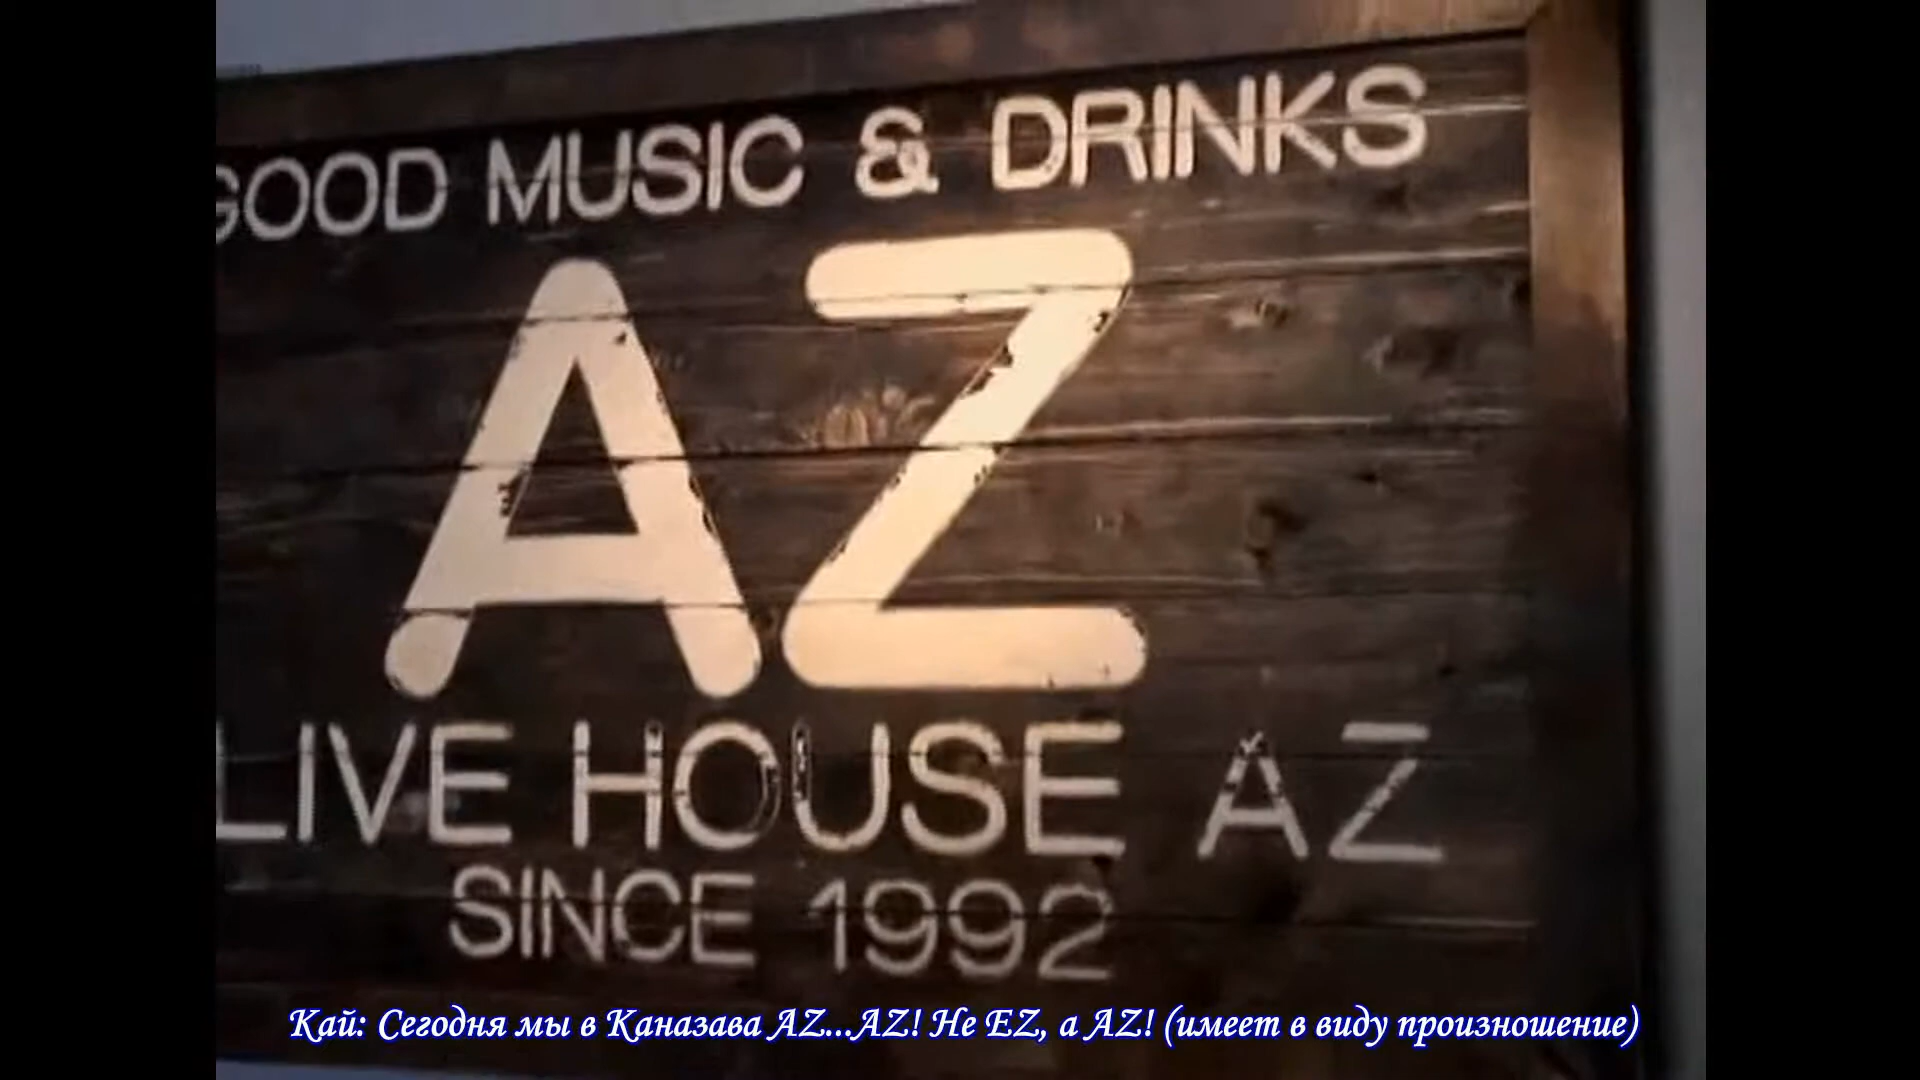 GOOD MUSIC & DRINKS
AZ
LIVE HOUSE AZ
SINCE 1992
Кай: Сегодня мы в Каназава AZ...AZ! Не EZ, а AZ! (имеет в виду произношение)